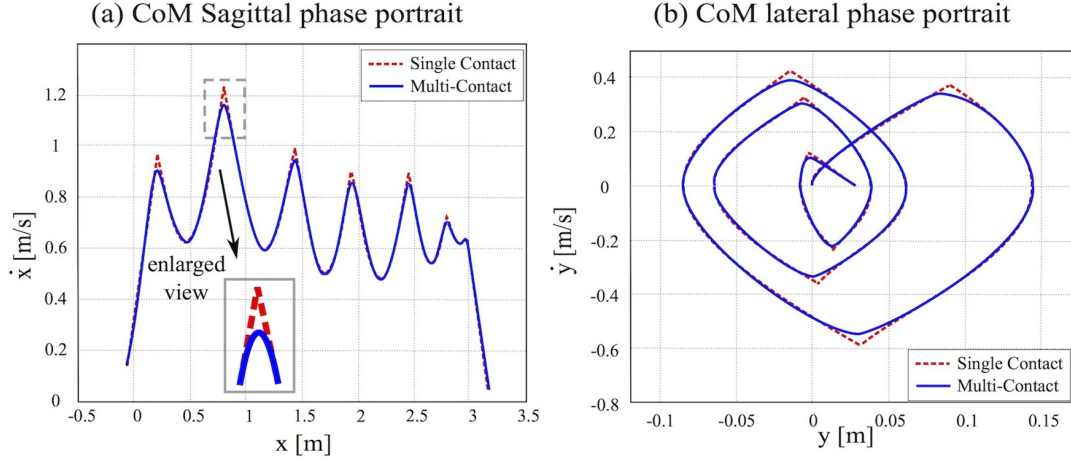 (a) CoM Sagittal phase portrait
Single Contact
Multi-Contact
1.2
1
0.8
0.6
0.4
0.2
0
ẋ [m/s]
enlarged
view
-0.5
0
0.5
1
1.5
2
2.5
3
3.5
x [m]
(b) CoM lateral phase portrait
0.4
0.2
0
-0.2
-0.4
-0.6
-0.8
ẏ [m/s]
Single Contact
Multi-Contact
-0.1
-0.05
0
0.05
0.1
0.15
y [m]